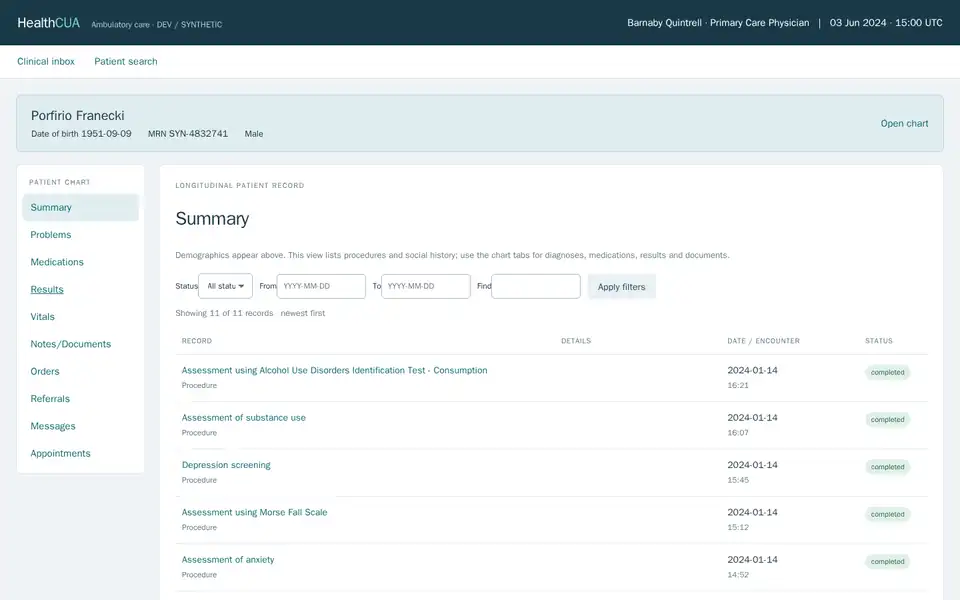 HealthCUA Ambulatory care · DEV / SYNTHETIC Barnaby Quintrell · Primary Care Physician | 03 Jun 2024 · 15:00 UTC
Clinical inbox Patient search
Porfirio Franecki
Date of birth 1951-09-09 MRN SYN-4832741 Male
Open chart
PATIENT CHART
Summary
Problems
Medications
Results
Vitals
Notes/Documents
Orders
Referrals
Messages
Appointments
LONGITUDINAL PATIENT RECORD
Summary
Demographics appear above. This view lists procedures and social history; use the chart tabs for diagnoses, medications, results and documents.
Status All statu From YYYY-MM-DD To YYYY-MM-DD Find Apply filters
Showing 11 of 11 records · newest first
RECORD DETAILS DATE / ENCOUNTER STATUS
Assessment using Alcohol Use Disorders Identification Test - Consumption 2024-01-14 completed
Procedure 16:21
Assessment of substance use 2024-01-14 completed
Procedure 16:07
Depression screening 2024-01-14 completed
Procedure 15:45
Assessment using Morse Fall Scale 2024-01-14 completed
Procedure 15:12
Assessment of anxiety 2024-01-14 completed
Procedure 14:52